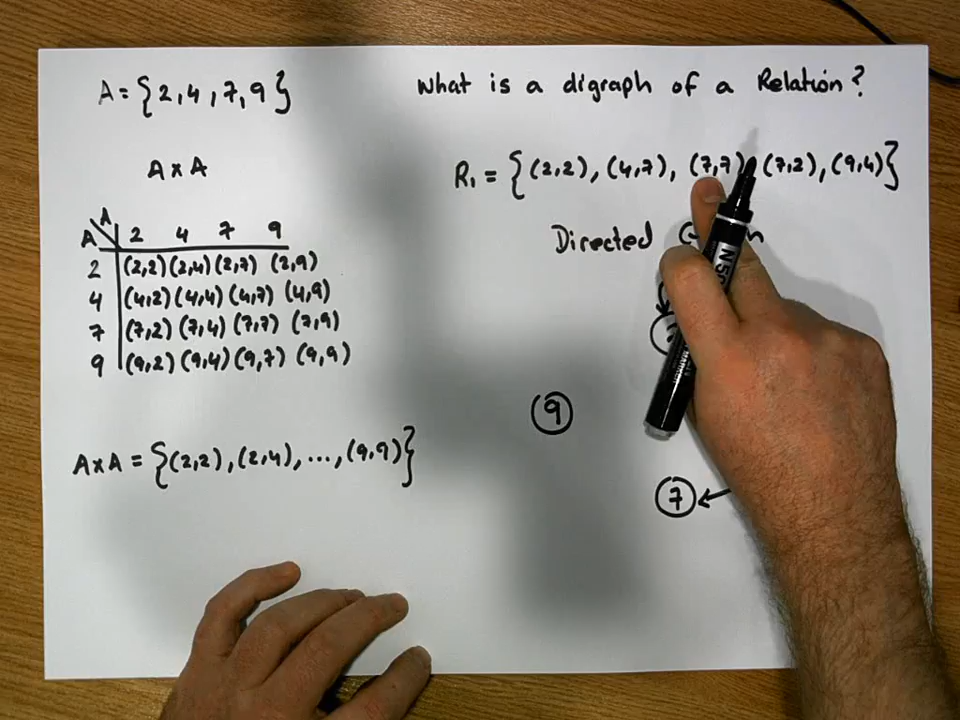 A = {2,4,7,9}
What is a digraph of a Relation?
A x A
R₁ = {(2,2), (4,7), (7,7), (7,2), (9,4)}
Directed
A
A 2 4 7 9
2 (2,2) (2,4) (2,7) (2,9)
4 (4,2) (4,4) (4,7) (4,9)
7 (7,2) (7,4) (7,7) (7,9)
9 (9,2) (9,4) (9,7) (9,9)
9
A x A = {(2,2), (2,4), ..., (9,9)}
7